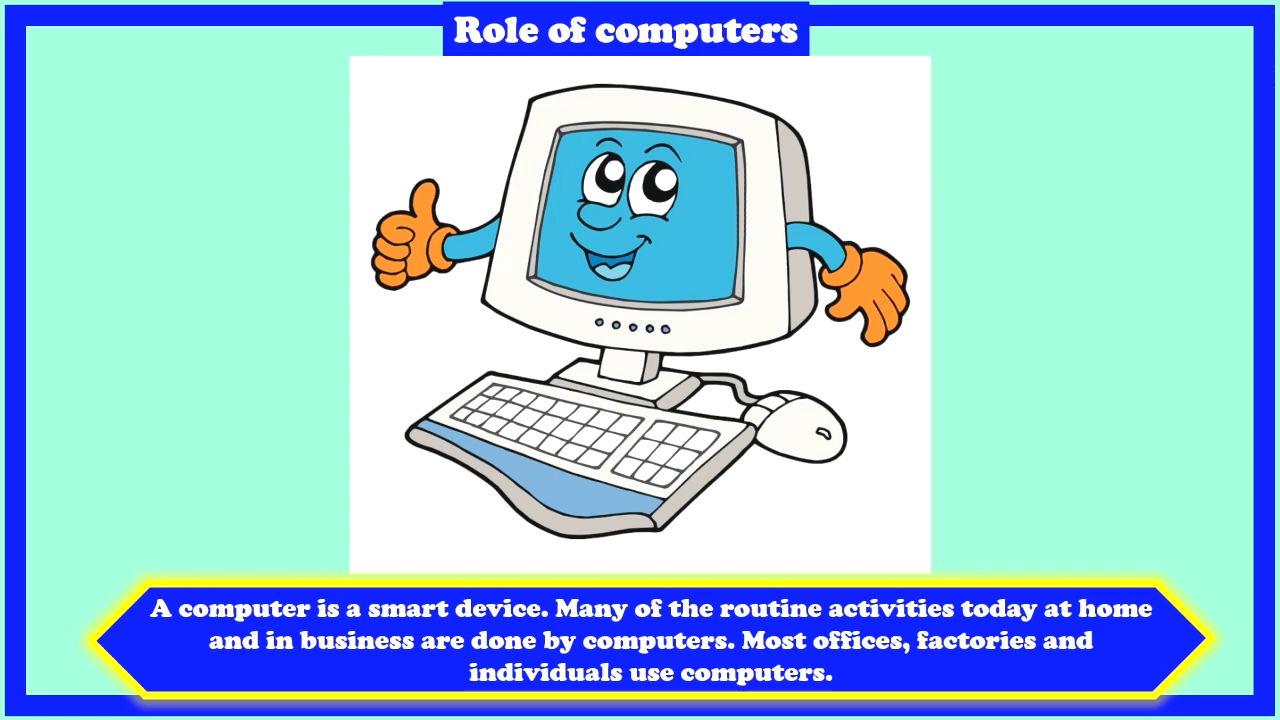 Role of computers
A computer is a smart device. Many of the routine activities today at home
and in business are done by computers. Most offices, factories and
individuals use computers.